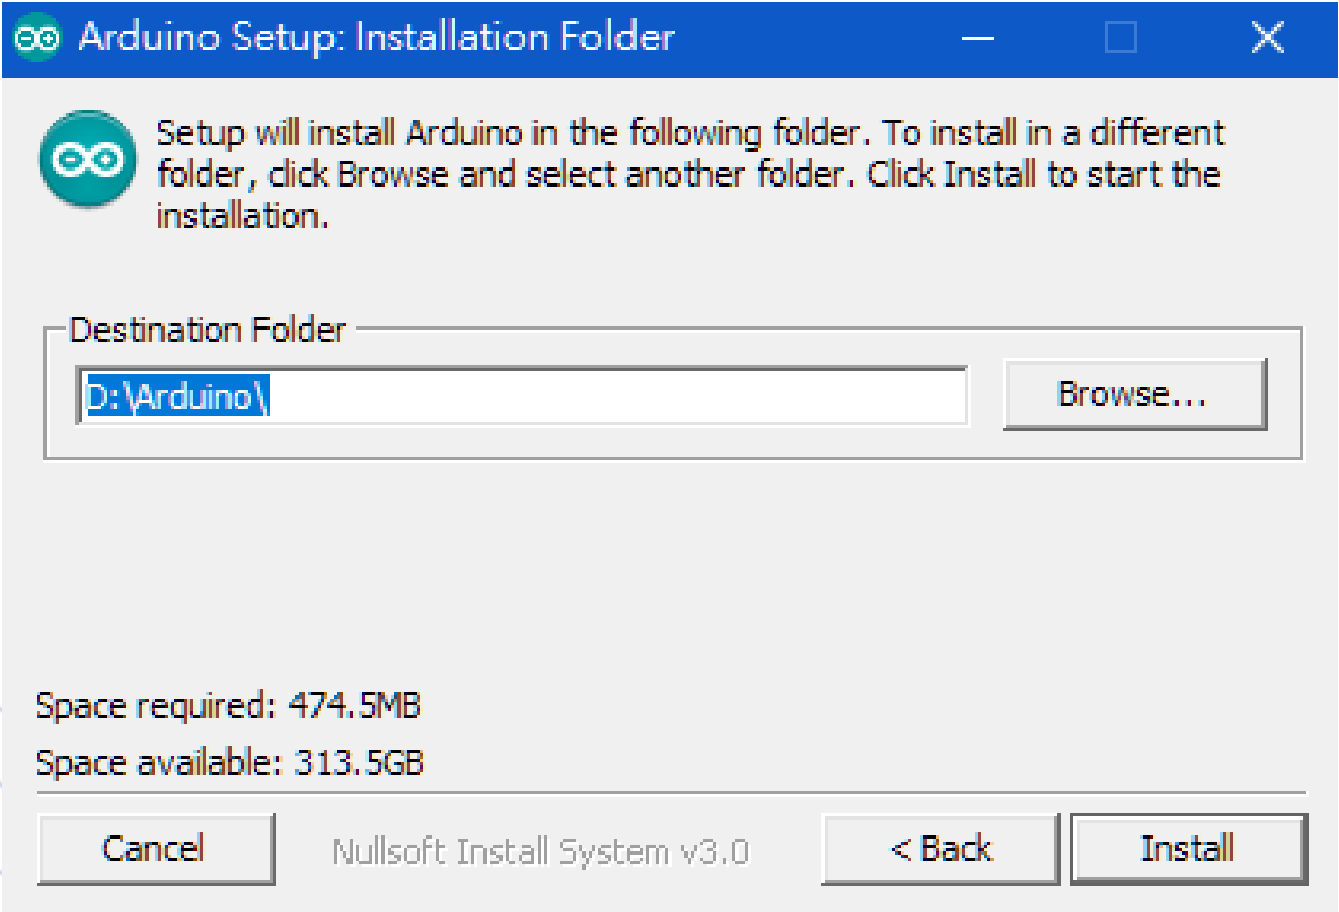 Arduino Setup: Installation Folder
Setup will install Arduino in the following folder. To install in a different
folder, click Browse and select another folder. Click Install to start the
installation.
Destination Folder
D:\Arduino\
Browse...
Space required: 474.5MB
Space available: 313.5GB
Cancel
Nullsoft Install System v3.0
< Back
Install